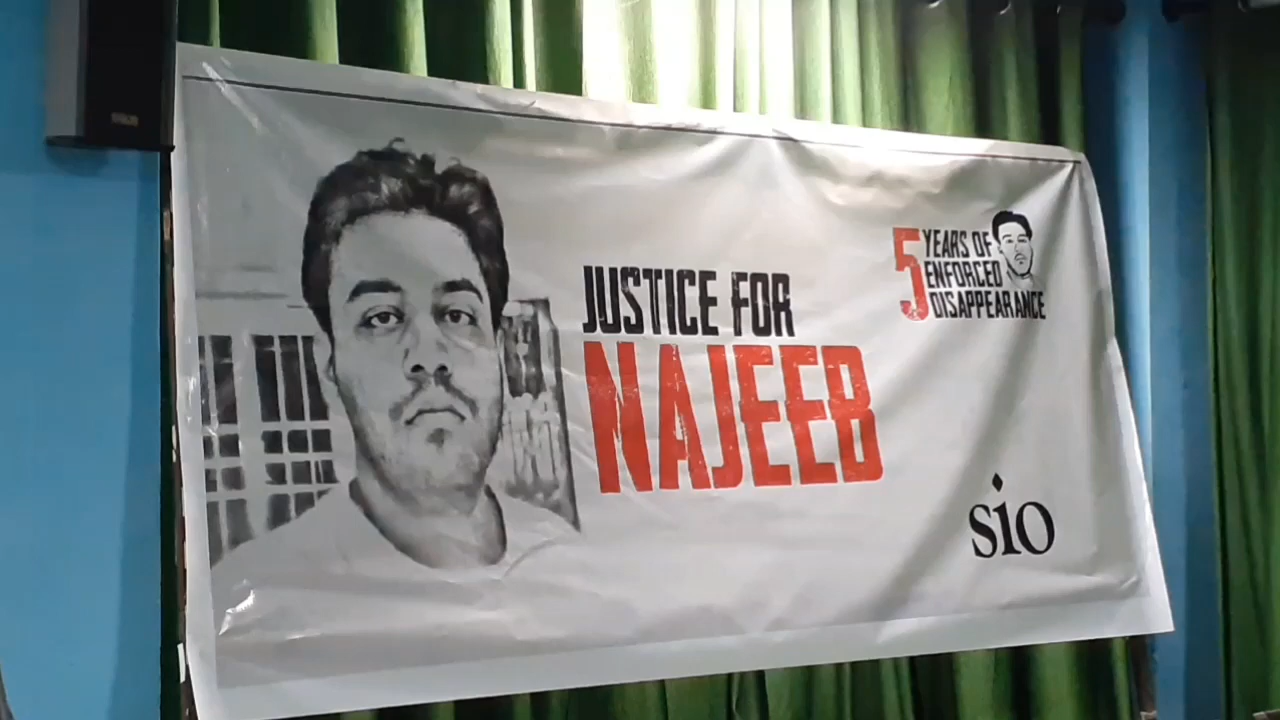 JUSTICE FOR
NAJEEB
5 YEARS OF
ENFORCED
DISAPPEARANCE
sio